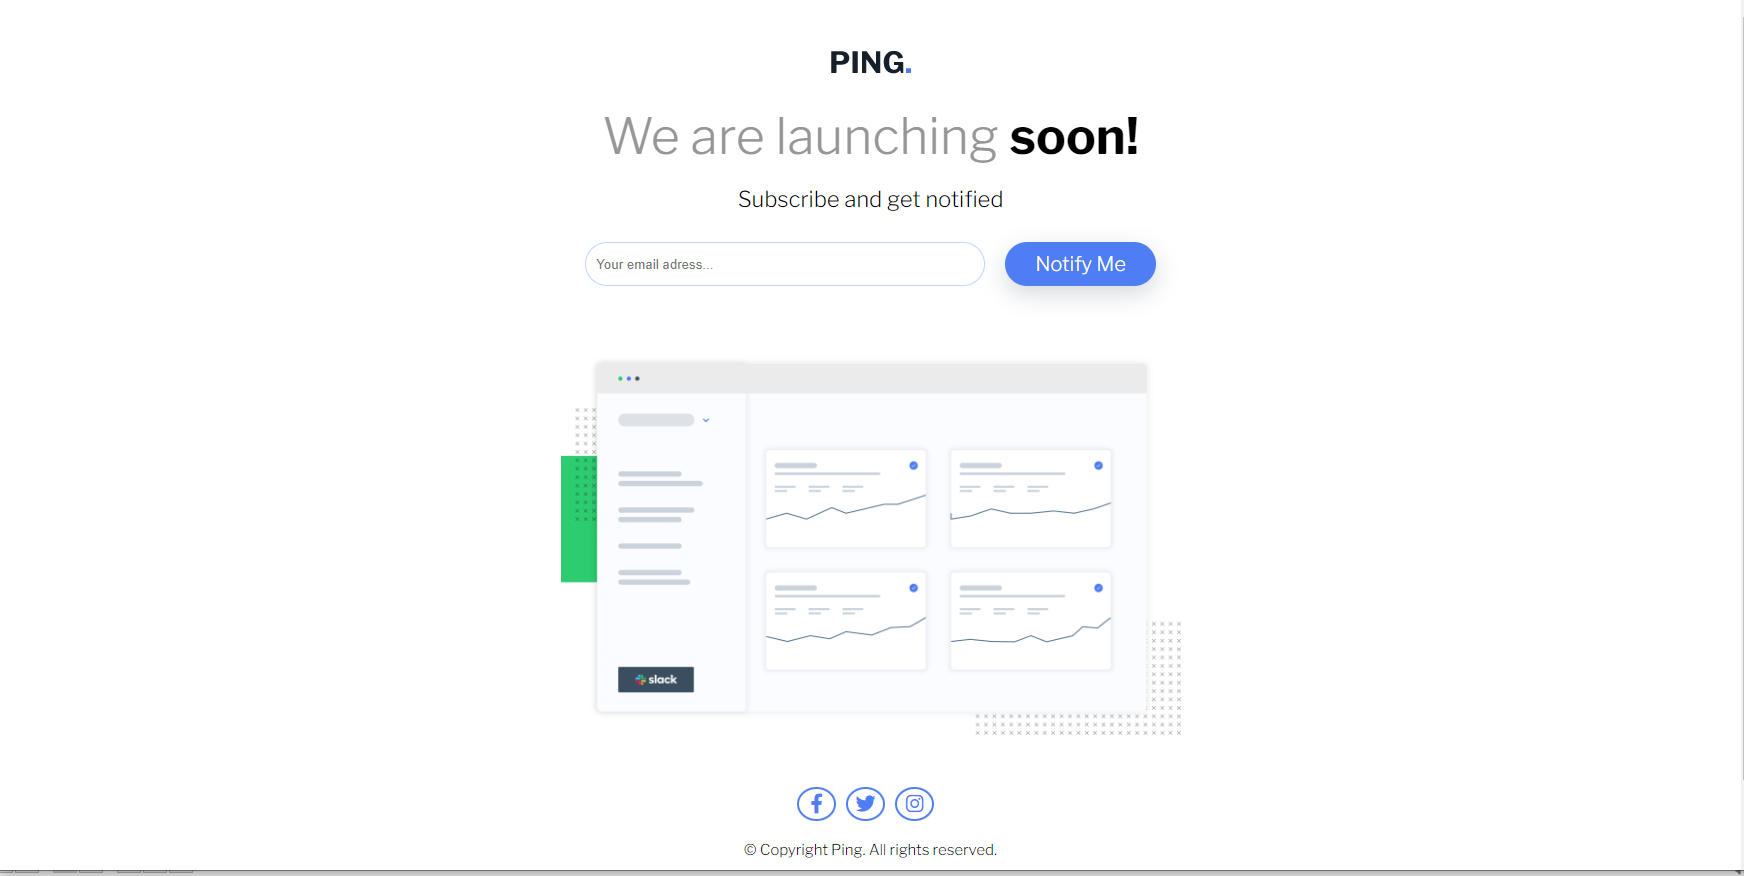 PING.
We are launching soon!
Subscribe and get notified
Your email adress...
Notify Me
slack
© Copyright Ping. All rights reserved.